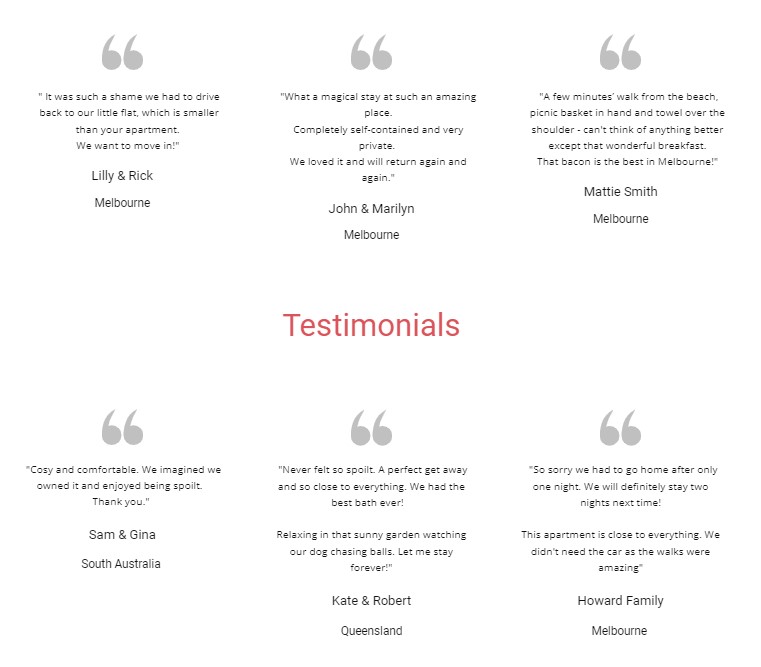 " It was such a shame we had to drive
back to our little flat, which is smaller
than your apartment.
We want to move in!"
Lilly & Rick
Melbourne
"What a magical stay at such an amazing
place.
Completely self-contained and very
private.
We loved it and will return again and
again."
John & Marilyn
Melbourne
"A few minutes' walk from the beach,
picnic basket in hand and towel over the
shoulder - can't think of anything better
except that wonderful breakfast.
That bacon is the best in Melbourne!"
Mattie Smith
Melbourne
Testimonials
"Cosy and comfortable. We imagined we
owned it and enjoyed being spoilt.
Thank you."
Sam & Gina
South Australia
"Never felt so spoilt. A perfect get away
and so close to everything. We had the
best bath ever!
Relaxing in that sunny garden watching
our dog chasing balls. Let me stay
forever!"
Kate & Robert
Queensland
"So sorry we had to go home after only
one night. We will definitely stay two
nights next time!
This apartment is close to everything. We
didn't need the car as the walks were
amazing"
Howard Family
Melbourne